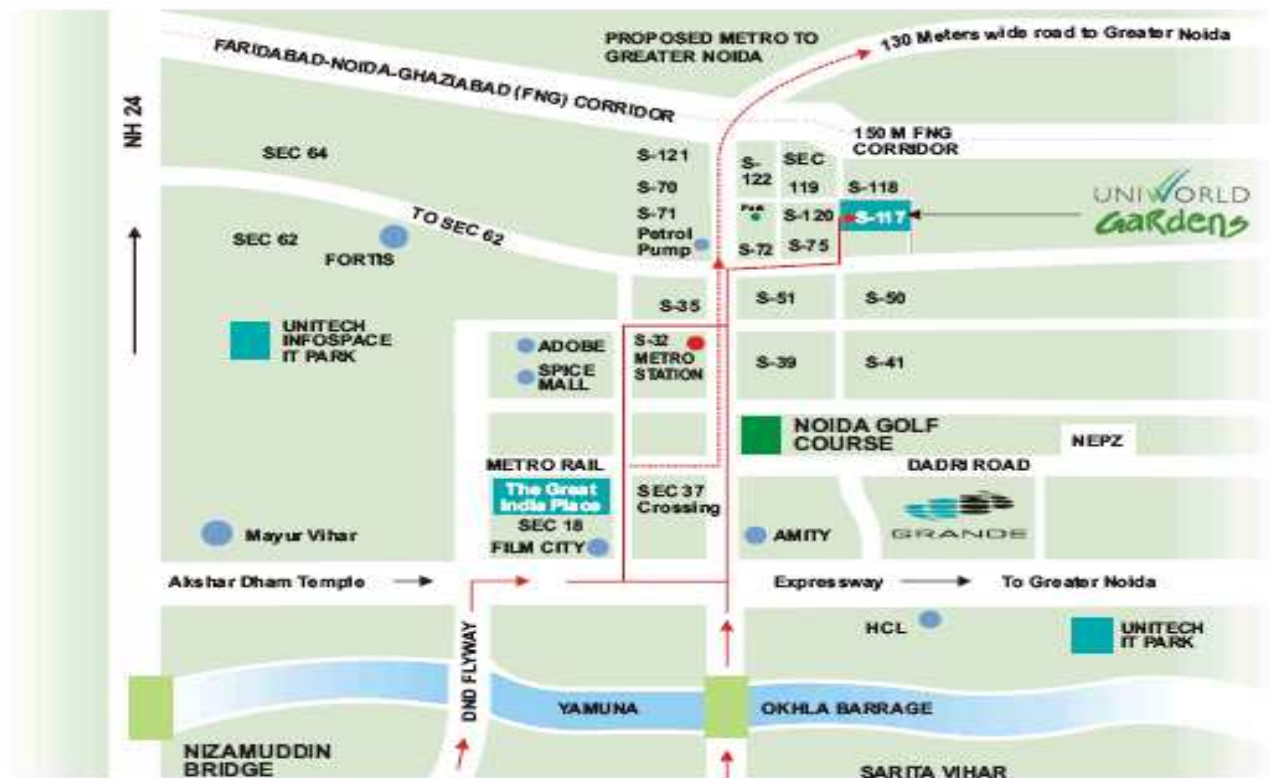 PROPOSED METRO TO
GREATER NOIDA
130 Meters wide road to Greater Noida
FARIDABAD-NOIDA-GHAZIABAD (FNG) CORRIDOR
NH 24
150 M FNG
CORRIDOR
SEC 64
S-121
S-
122
SEC
119
S-70
S-118
UNIWORLD
Gardens
S-71
S-120
S-117
TO SEC 62
SEC 62
FORTIS
Petrol
Pump
S-72
S-75
S-35
S-51
S-50
UNITECH
INFOSPACE
IT PARK
ADOBE
SPICE
MALL
S-32
METRO
STATION
S-39
S-41
NOIDA GOLF
COURSE
NEPZ
METRO RAIL
DADRI ROAD
The Great
India Place
SEC 37
Crossing
GRANDE
SEC 18
FILM CITY
Mayur Vihar
AMITY
Akshar Dham Temple
Expressway
To Greater Noida
HCL
UNITECH
IT PARK
DND FLYWAY
YAMUNA
OKHLA BARRAGE
NIZAMUDDIN
BRIDGE
SARITA VIHAR